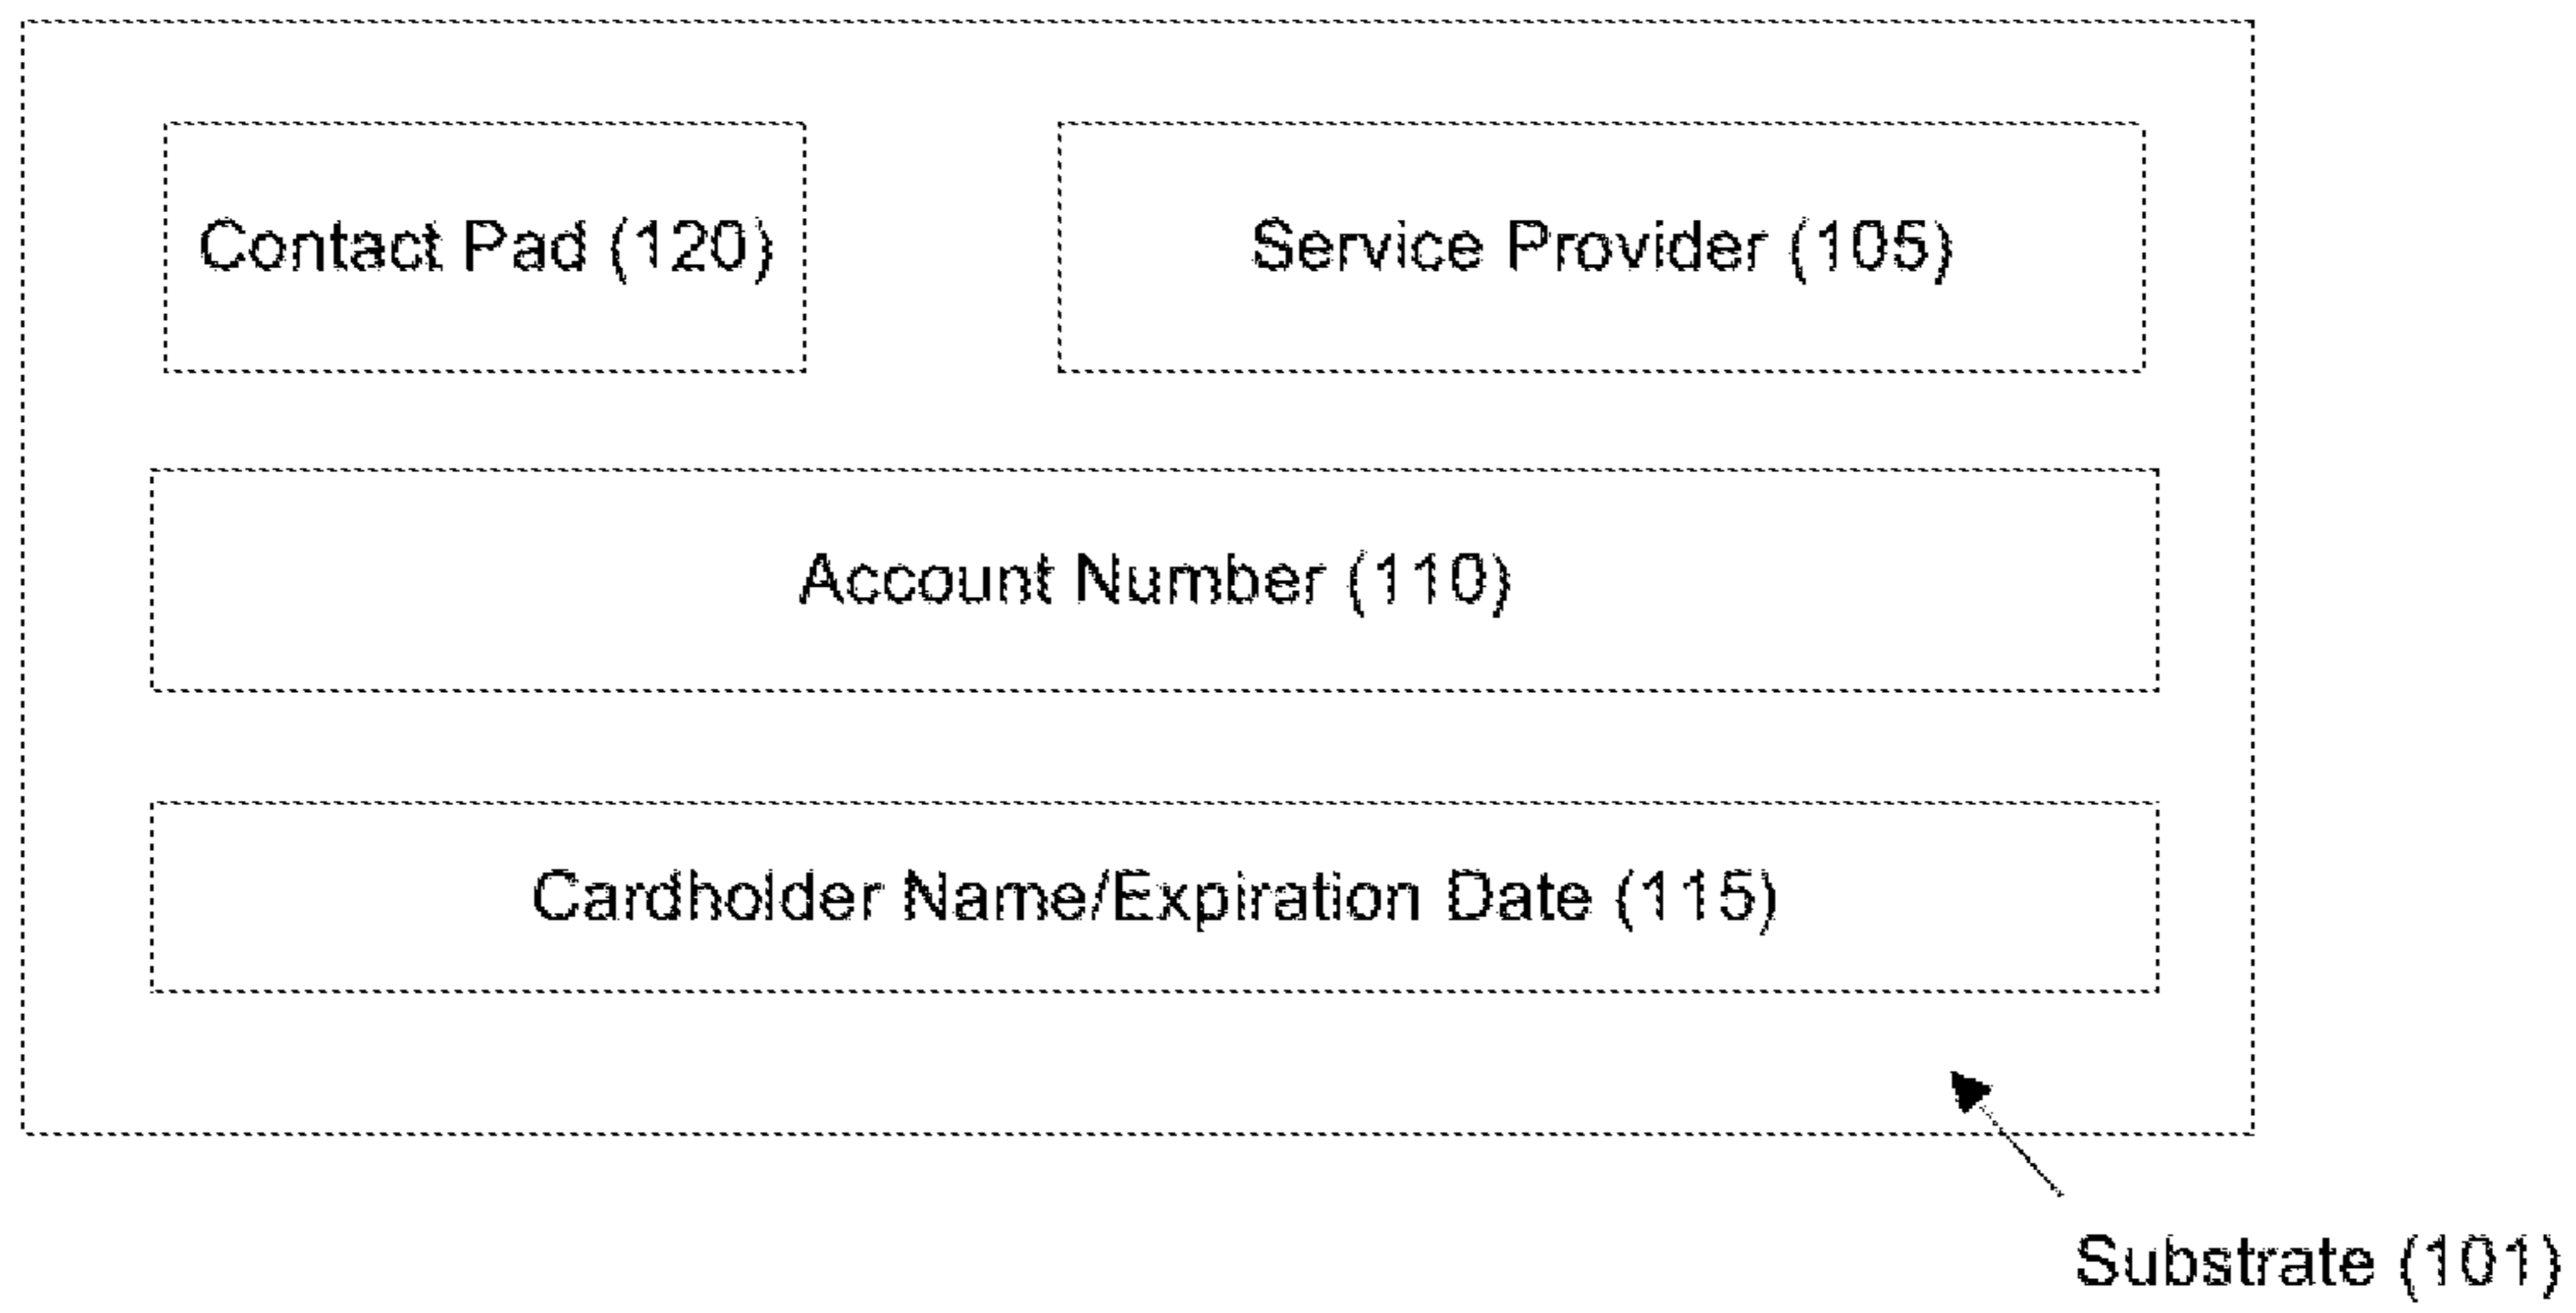 Contact Pad (120)
Service Provider (105)
Account Number (110)
Cardholder Name/Expiration Date (115)
Substrate (101)